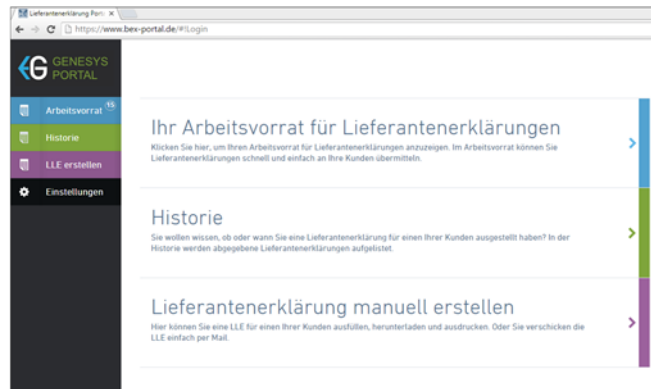 Lieferantenerklärung Port
https://www.bex-portal.de/#!Login
GENESYS
PORTAL
Arbeitsvorrat 15
Historie
LLE erstellen
Einstellungen
Ihr Arbeitsvorrat für Lieferantenerklärungen
Klicken Sie hier, um Ihren Arbeitsvorrat für Lieferantenerklärungen anzuzeigen. Im Arbeitsvorrat können Sie
Lieferantenerklärungen schnell und einfach an Ihre Kunden übermitteln.
Historie
Sie wollen wissen, ob oder wann Sie eine Lieferantenerklärung für einen Ihrer Kunden ausgestellt haben? In der
Historie werden abgegebene Lieferantenerklärungen aufgelistet.
Lieferantenerklärung manuell erstellen
Hier können Sie eine LLE für einen Ihrer Kunden ausfüllen, herunterladen und ausdrucken. Oder Sie verschicken die
LLE einfach per Mail.